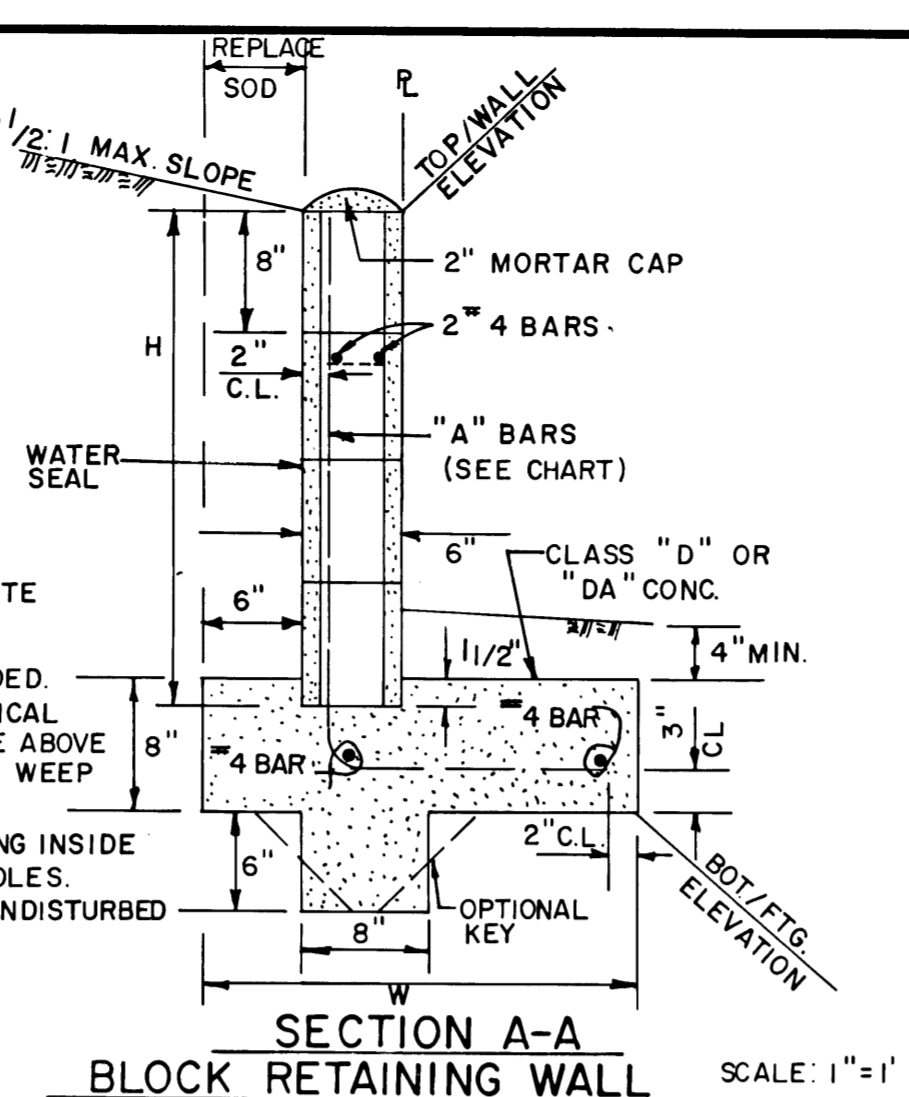 REPLACE
SOD
PL
TOP/WALL
ELEVATION
1/2:1 MAX. SLOPE
8"
2" MORTAR CAP
2 # 4 BARS
H
2"
C.L.
"A" BARS
(SEE CHART)
WATER
SEAL
6"
CLASS "D" OR
"DA" CONC.
TE
6"
1 1/2"
4" MIN.
DED.
ICAL
E ABOVE
WEEP
8"
# 4 BAR
# 4 BAR
3"
CL
NG INSIDE
OLES.
NDISTURBED
6"
2" C.L.
BOT./FTG.
ELEVATION
OPTIONAL
KEY
8"
W
SECTION A-A
BLOCK RETAINING WALL
SCALE: 1"=1'